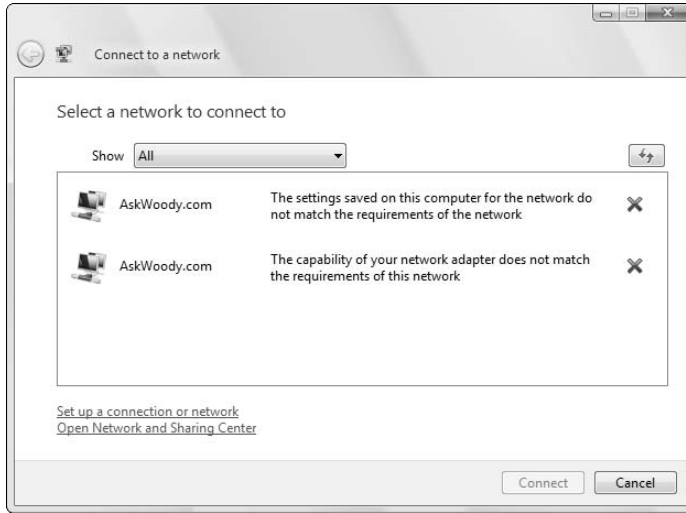 Connect to a network
Select a network to connect to
Show All
AskWoody.com The settings saved on this computer for the network do
not match the requirements of the network
AskWoody.com The capability of your network adapter does not match
the requirements of this network
Set up a connection or network
Open Network and Sharing Center
Connect Cancel